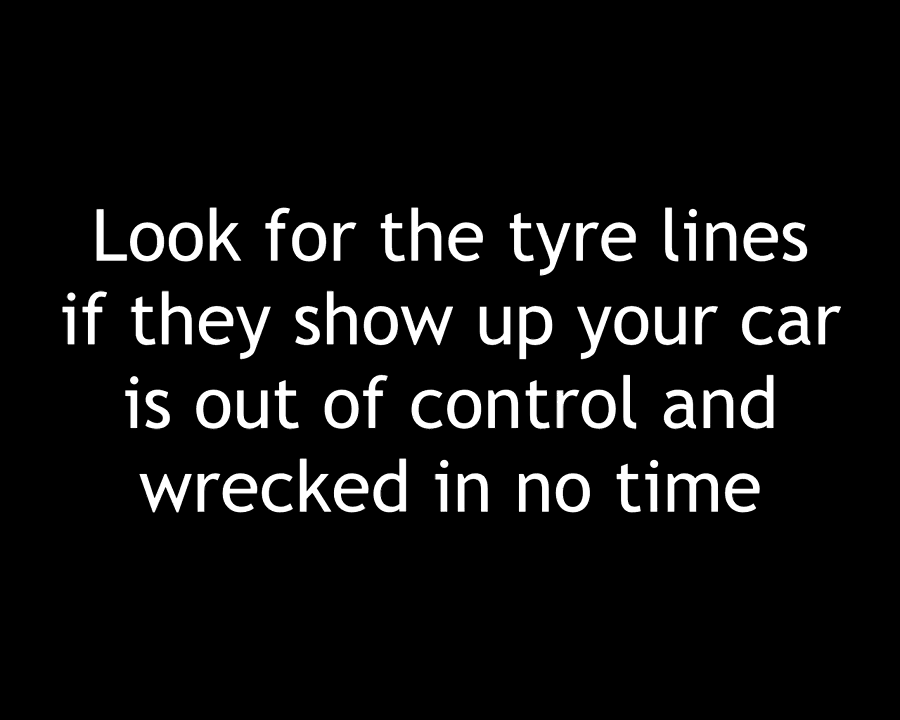 Look for the tyre lines
if they show up your car
is out of control and
wrecked in no time